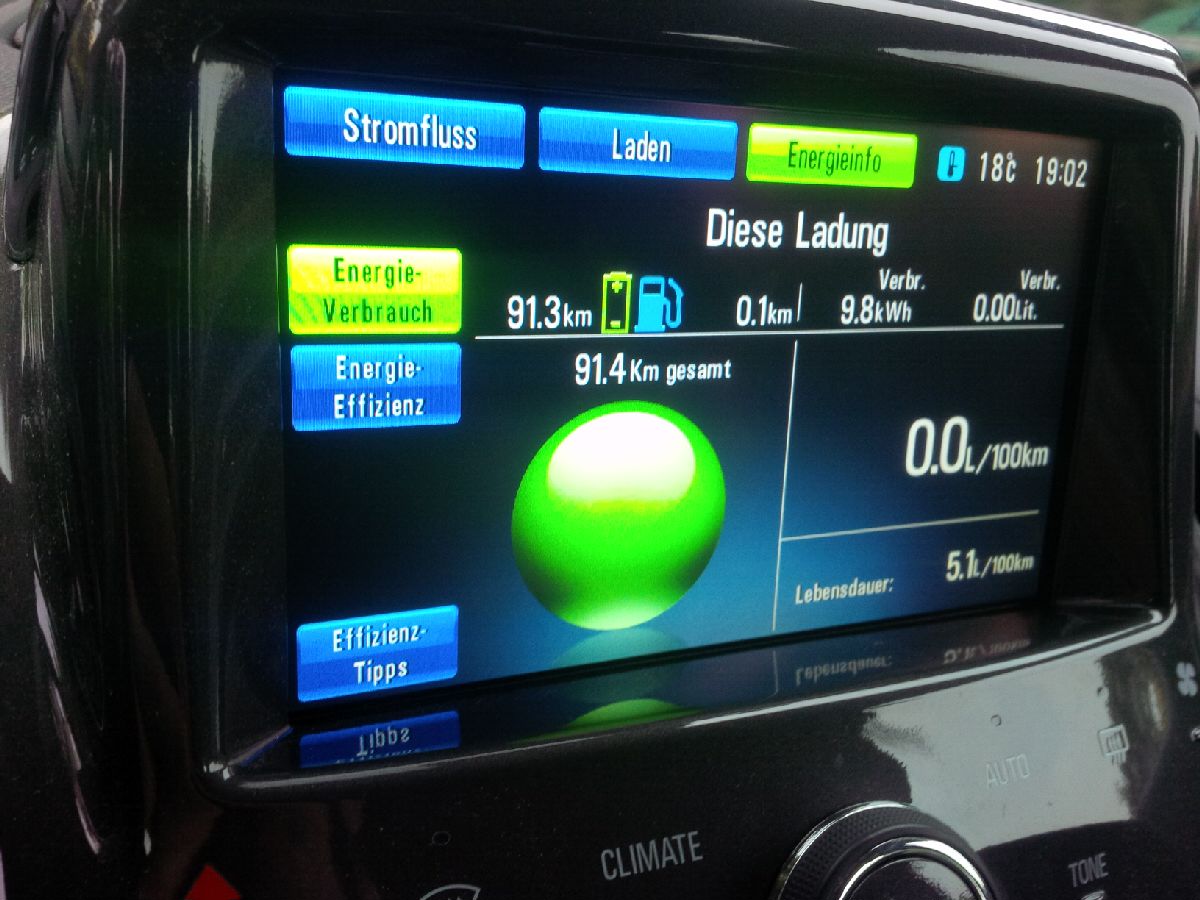 Stromfluss
Laden
Energieinfo
18°C 19:02
Diese Ladung
Energie-
Verbrauch
91.3km
0.1km
Verbr.
9.8kWh
Verbr.
0.00Lit.
91.4 Km gesamt
Energie-
Effizienz
0.0L/100km
Lebensdauer: 5.1L/100km
Effizienz-
Tipps
AUTO
CLIMATE
TONE